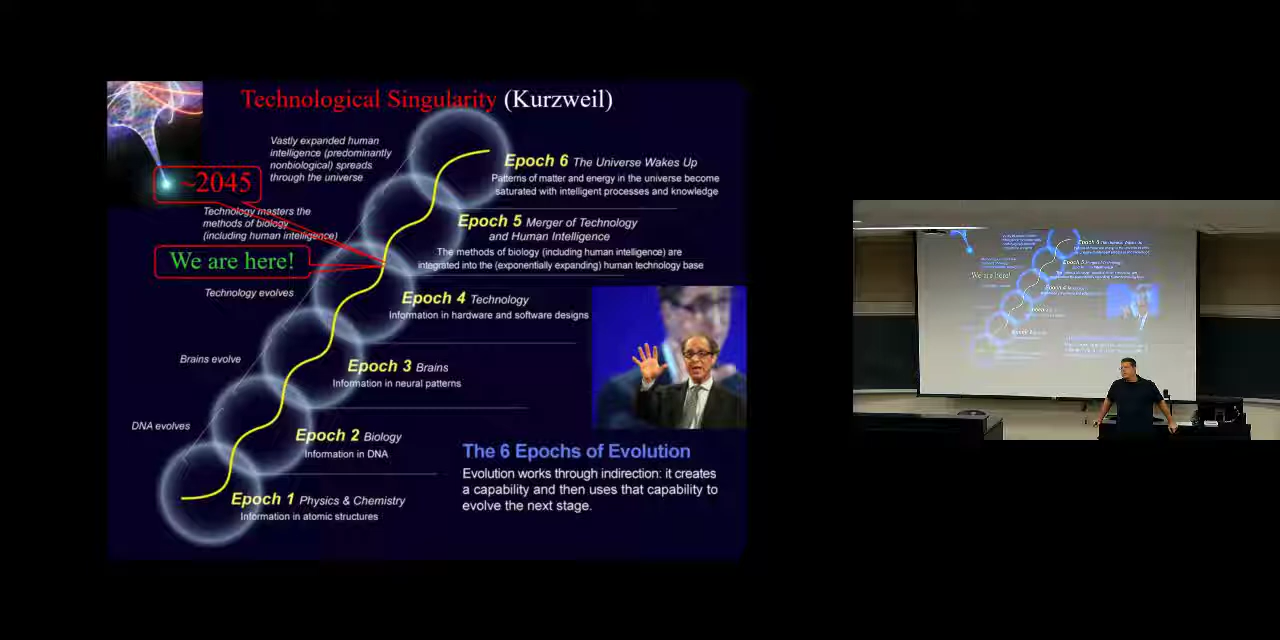 Technological Singularity (Kurzweil)
Vastly expanded human
intelligence (predominantly
nonbiological) spreads
through the universe
Epoch 6 The Universe Wakes Up
Patterns of matter and energy in the universe become
saturated with intelligent processes and knowledge
~2045
Technology masters the
methods of biology
(including human intelligence)
Epoch 5 Merger of Technology
and Human Intelligence
The methods of biology (including human intelligence) are
integrated into the (exponentially expanding) human technology base
We are here!
Technology evolves
Epoch 4 Technology
Information in hardware and software designs
Brains evolve
Epoch 3 Brains
Information in neural patterns
DNA evolves
Epoch 2 Biology
Information in DNA
Epoch 1 Physics & Chemistry
Information in atomic structures
The 6 Epochs of Evolution
Evolution works through indirection: it creates
a capability and then uses that capability to
evolve the next stage.
We are here!